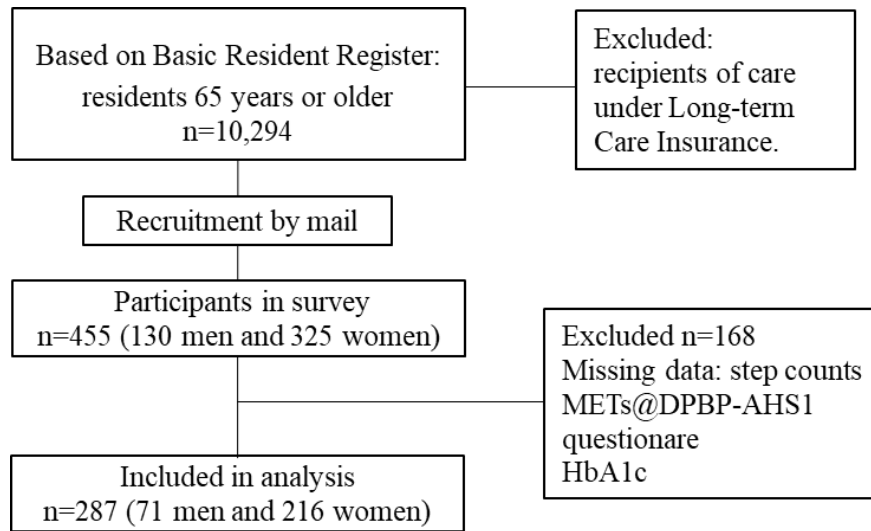 Based on Basic Resident Register:
residents 65 years or older
n=10,294
Excluded:
recipients of care
under Long-term
Care Insurance.
Recruitment by mail
Participants in survey
n=455 (130 men and 325 women)
Excluded n=168
Missing data: step counts
METs@DPBP-AHS1
questionare
HbA1c
Included in analysis
n=287 (71 men and 216 women)